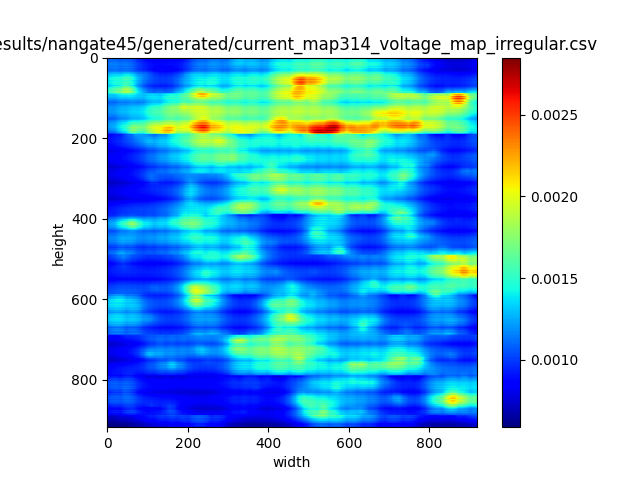 esults/nangate45/generated/current_map314_voltage_map_irregular.csv
0
200
400
600
800
height
0 200 400 600 800
width
0.0025
0.0020
0.0015
0.0010